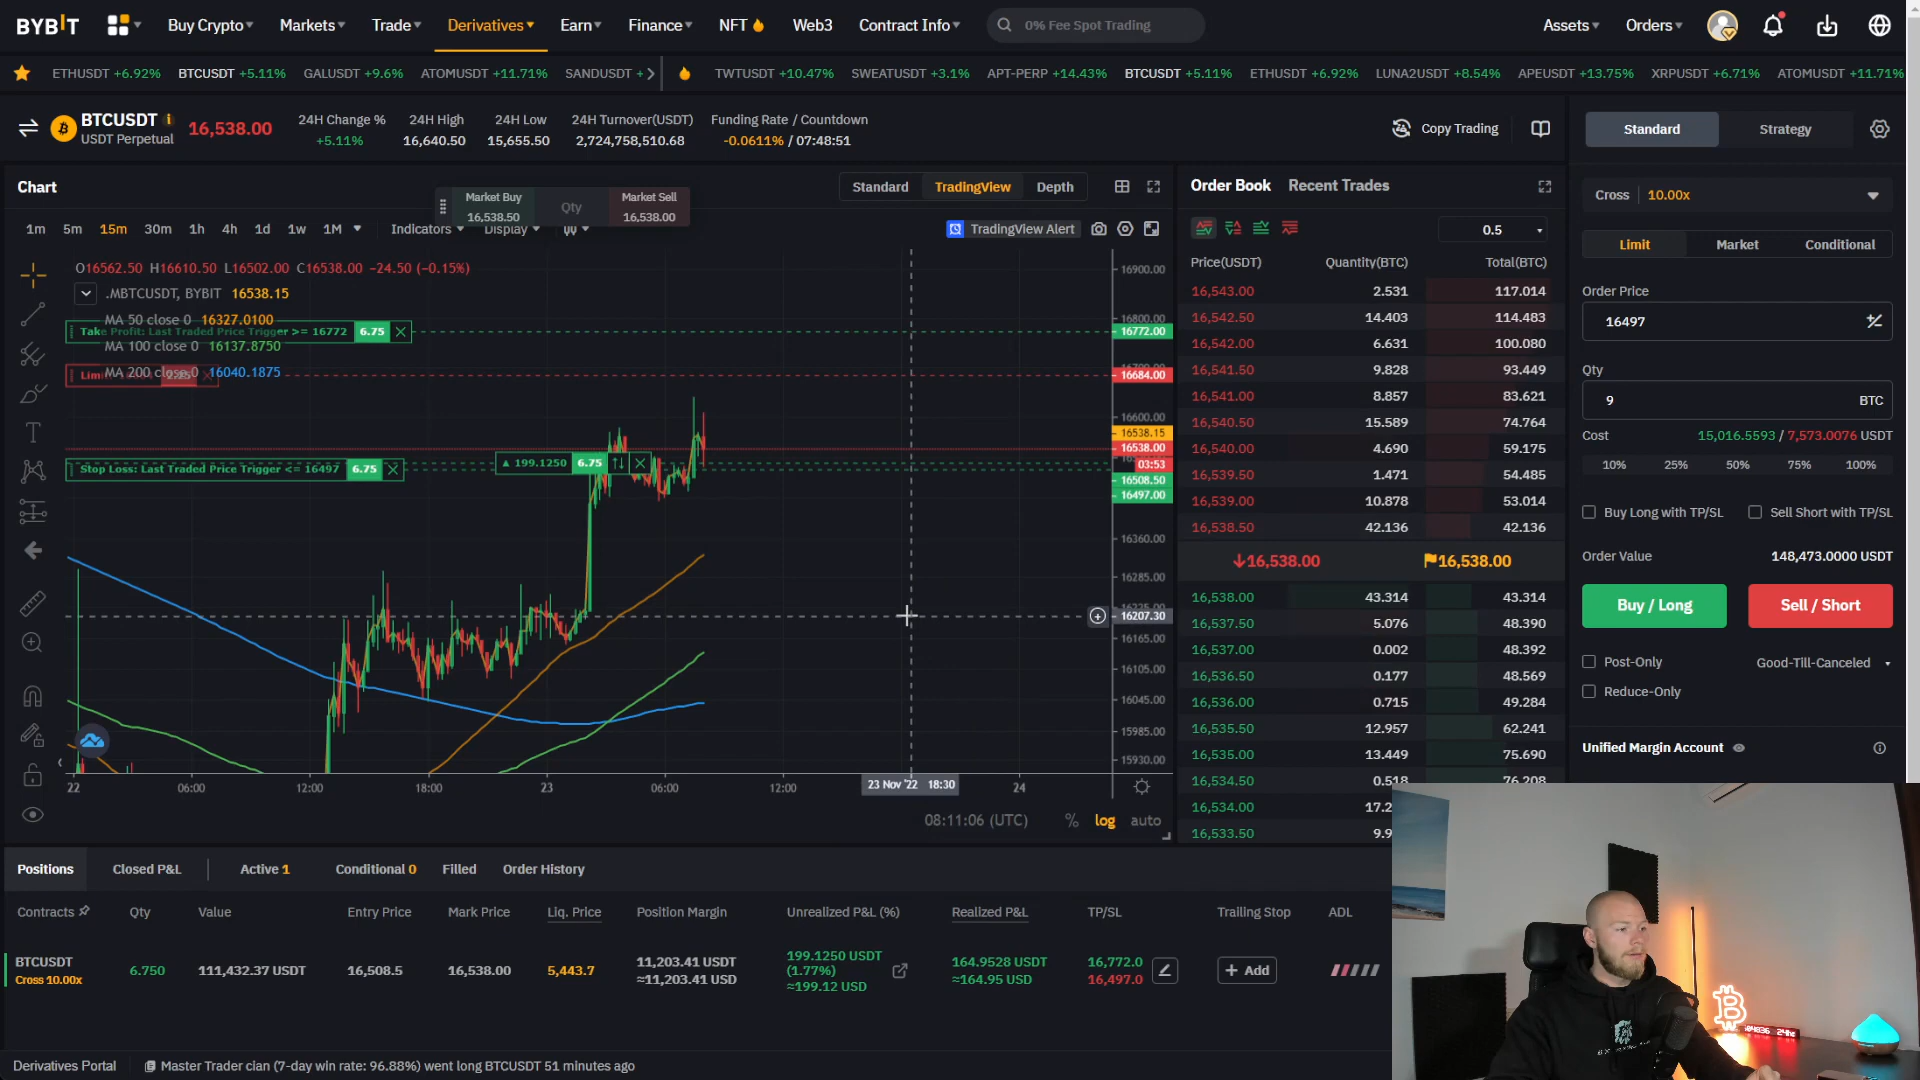 BYBIT
Buy Crypto
Markets
Trade
Derivatives
Earn
Finance
NFT
Web3
Contract Info
0% Fee Spot Trading
Assets
Orders
ETHUSDT +6.92%
BTCUSDT +5.11%
GALUSDT +9.6%
ATOMUSDT +11.71%
SANDUSDT +
TWTUSDT +10.47%
SWEATUSDT +3.1%
APT-PERP +14.43%
BTCUSDT +5.11%
ETHUSDT +6.92%
LUNA2USDT +8.54%
APEUSDT +13.75%
XRPUSDT +6.71%
ATOMUSDT +11.71%
BTCUSDT
USDT Perpetual
16,538.00
24H Change %
+5.11%
24H High
16,640.50
24H Low
15,655.50
24H Turnover(USDT)
2,724,758,510.68
Funding Rate / Countdown
-0.0611% / 07:48:51
Copy Trading
Standard
Strategy
Chart
Market Buy
16,538.50
Qty
Market Sell
16,538.00
Standard
TradingView
Depth
1m 5m 15m 30m 1h 4h 1d 1w 1M
Indicators
Display
TradingView Alert
O16562.50 H16610.50 L16502.00 C16538.00 −24.50 (−0.15%)
.MBTCUSDT, BYBIT 16538.15
MA 50 close 0 16327.0100
Take Profit: Last Traded Price Trigger >= 16772 6.75
MA 100 close 0 16137.8750
MA 200 close 0 16040.1875
Stop Loss: Last Traded Price Trigger <= 16497 6.75
199.1250 6.75
16900.00
16800.00
16772.00
16684.00
16600.00
16538.15
16538.00
03:53
16508.50
16497.00
16360.00
16285.00
16207.30
16165.00
16105.00
16045.00
15985.00
15930.00
22 06:00 12:00 18:00 23 06:00 12:00 23 Nov '22 18:30 24
08:11:06 (UTC)
% log auto
Order Book
Recent Trades
0.5
Price(USDT) Quantity(BTC) Total(BTC)
16,543.00 2.531 117.014
16,542.50 14.403 114.483
16,542.00 6.631 100.080
16,541.50 9.828 93.449
16,541.00 8.857 83.621
16,540.50 15.589 74.764
16,540.00 4.690 59.175
16,539.50 1.471 54.485
16,539.00 10.878 53.014
16,538.50 42.136 42.136
16,538.00 16,538.00
16,538.00 43.314 43.314
16,537.50 5.076 48.390
16,537.00 0.002 48.392
16,536.50 0.177 48.569
16,536.00 0.715 49.284
16,535.50 12.957 62.241
16,535.00 13.449 75.690
16,534.50 0.518 76.208
16,534.00 17.2
16,533.50 9.9
Cross 10.00x
Limit
Market
Conditional
Order Price
16497
Qty
9 BTC
Cost 15,016.5593 / 7,573.0076 USDT
10% 25% 50% 75% 100%
Buy Long with TP/SL
Sell Short with TP/SL
Order Value 148,473.0000 USDT
Buy / Long
Sell / Short
Post-Only
Good-Till-Canceled
Reduce-Only
Unified Margin Account
Positions
Closed P&L
Active 1
Conditional 0
Filled
Order History
Contracts Qty Value Entry Price Mark Price Liq. Price Position Margin Unrealized P&L (%) Realized P&L TP/SL Trailing Stop ADL
BTCUSDT
Cross 10.00x
6.750
111,432.37 USDT
16,508.5
16,538.00
5,443.7
11,203.41 USDT
≈11,203.41 USD
199.1250 USDT
(1.77%)
≈199.12 USD
164.9528 USDT
≈164.95 USD
16,772.0
16,497.0
+ Add
Derivatives Portal
Master Trader cian (7-day win rate: 96.88%) went long BTCUSDT 51 minutes ago